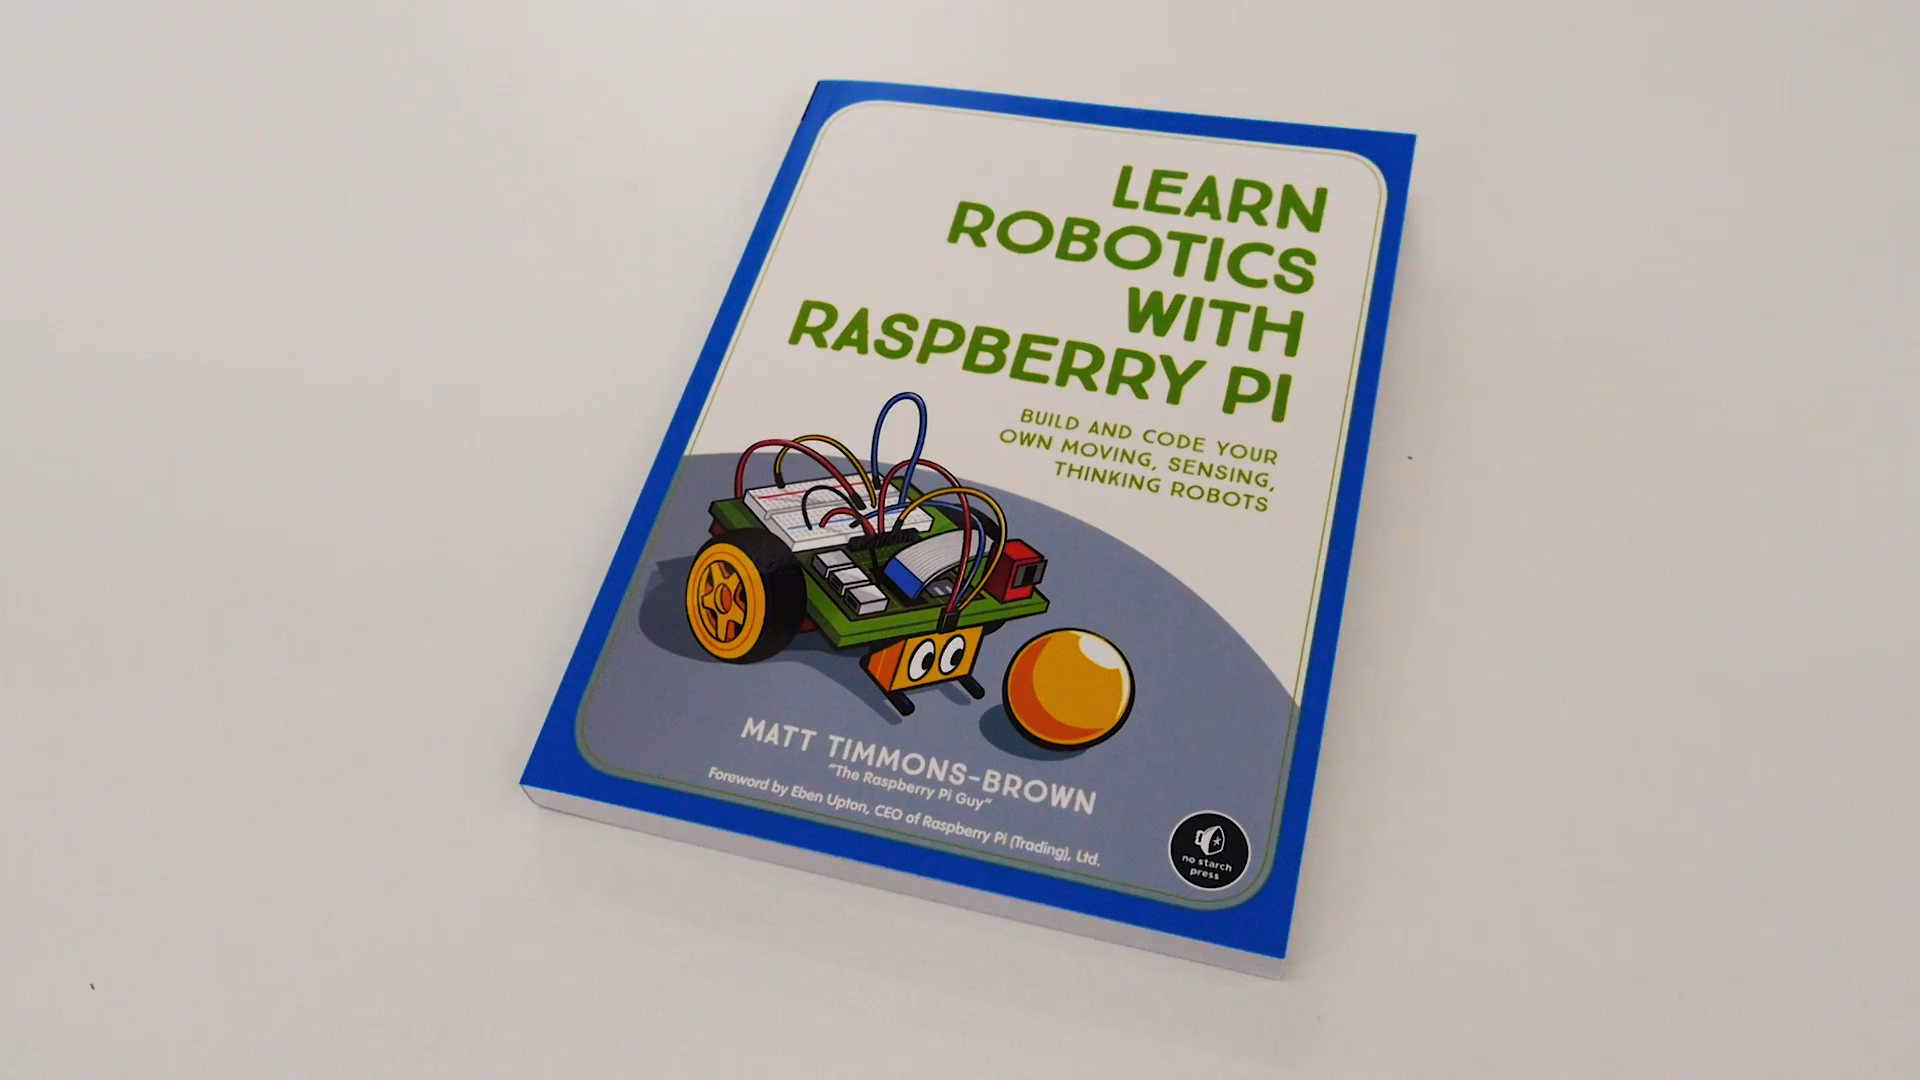 LEARN
ROBOTICS
WITH
RASPBERRY PI
BUILD AND CODE YOUR
OWN MOVING, SENSING,
THINKING ROBOTS
MATT TIMMONS-BROWN
“The Raspberry Pi Guy”
Foreword by Eben Upton, CEO of Raspberry Pi (Trading), Ltd.
no starch
press